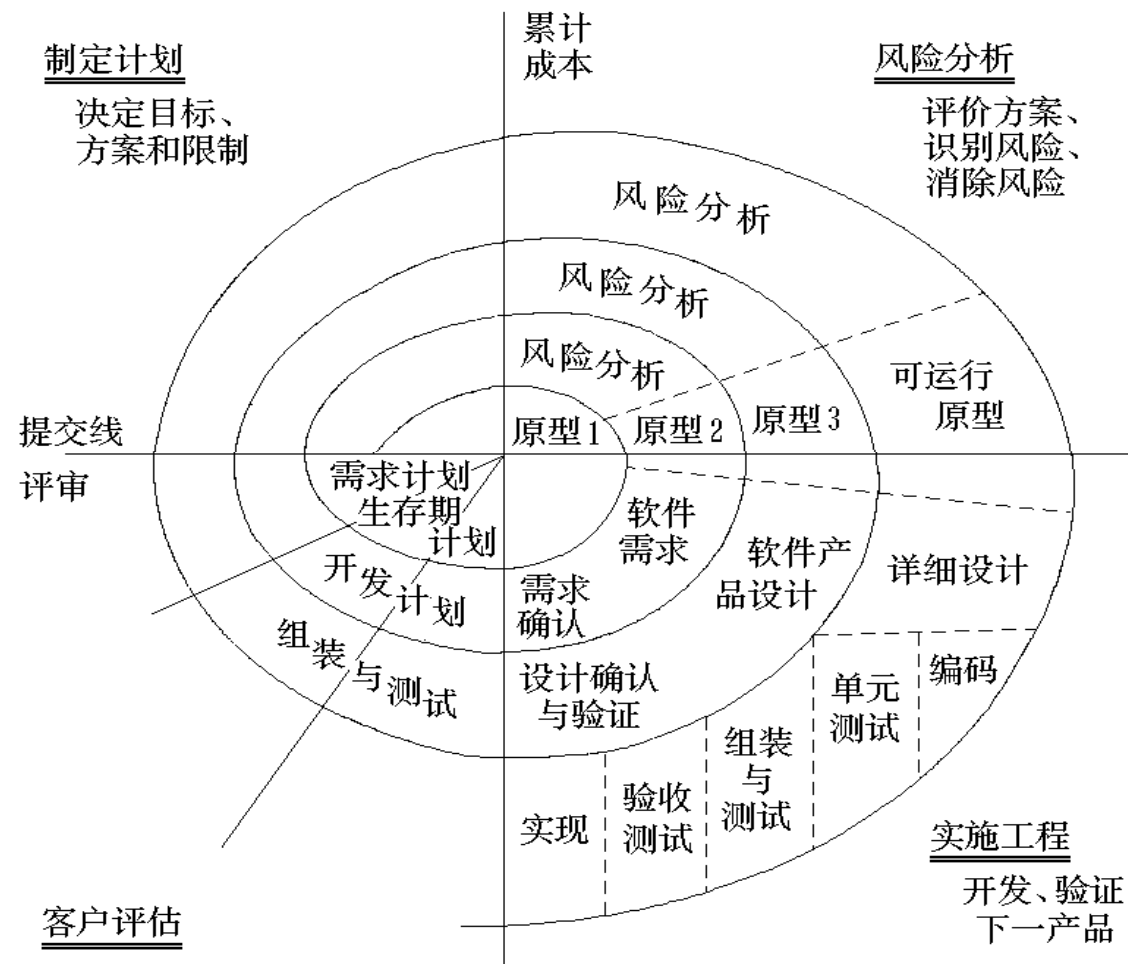 累计
成本
制定计划
决定目标、
方案和限制
风险分析
评价方案、
识别风险、
消除风险
风险分析
风险分析
风险分析
可运行
原型
原型1
原型2
原型3
提交线
评审
需求计划
生存期
计划
软件
需求
软件产
品设计
详细设计
开发计划
需求
确认
组装与测试
设计确认
与验证
编码
单元
测试
组装
与
测试
验收
测试
实现
实施工程
开发、验证
下一产品
客户评估